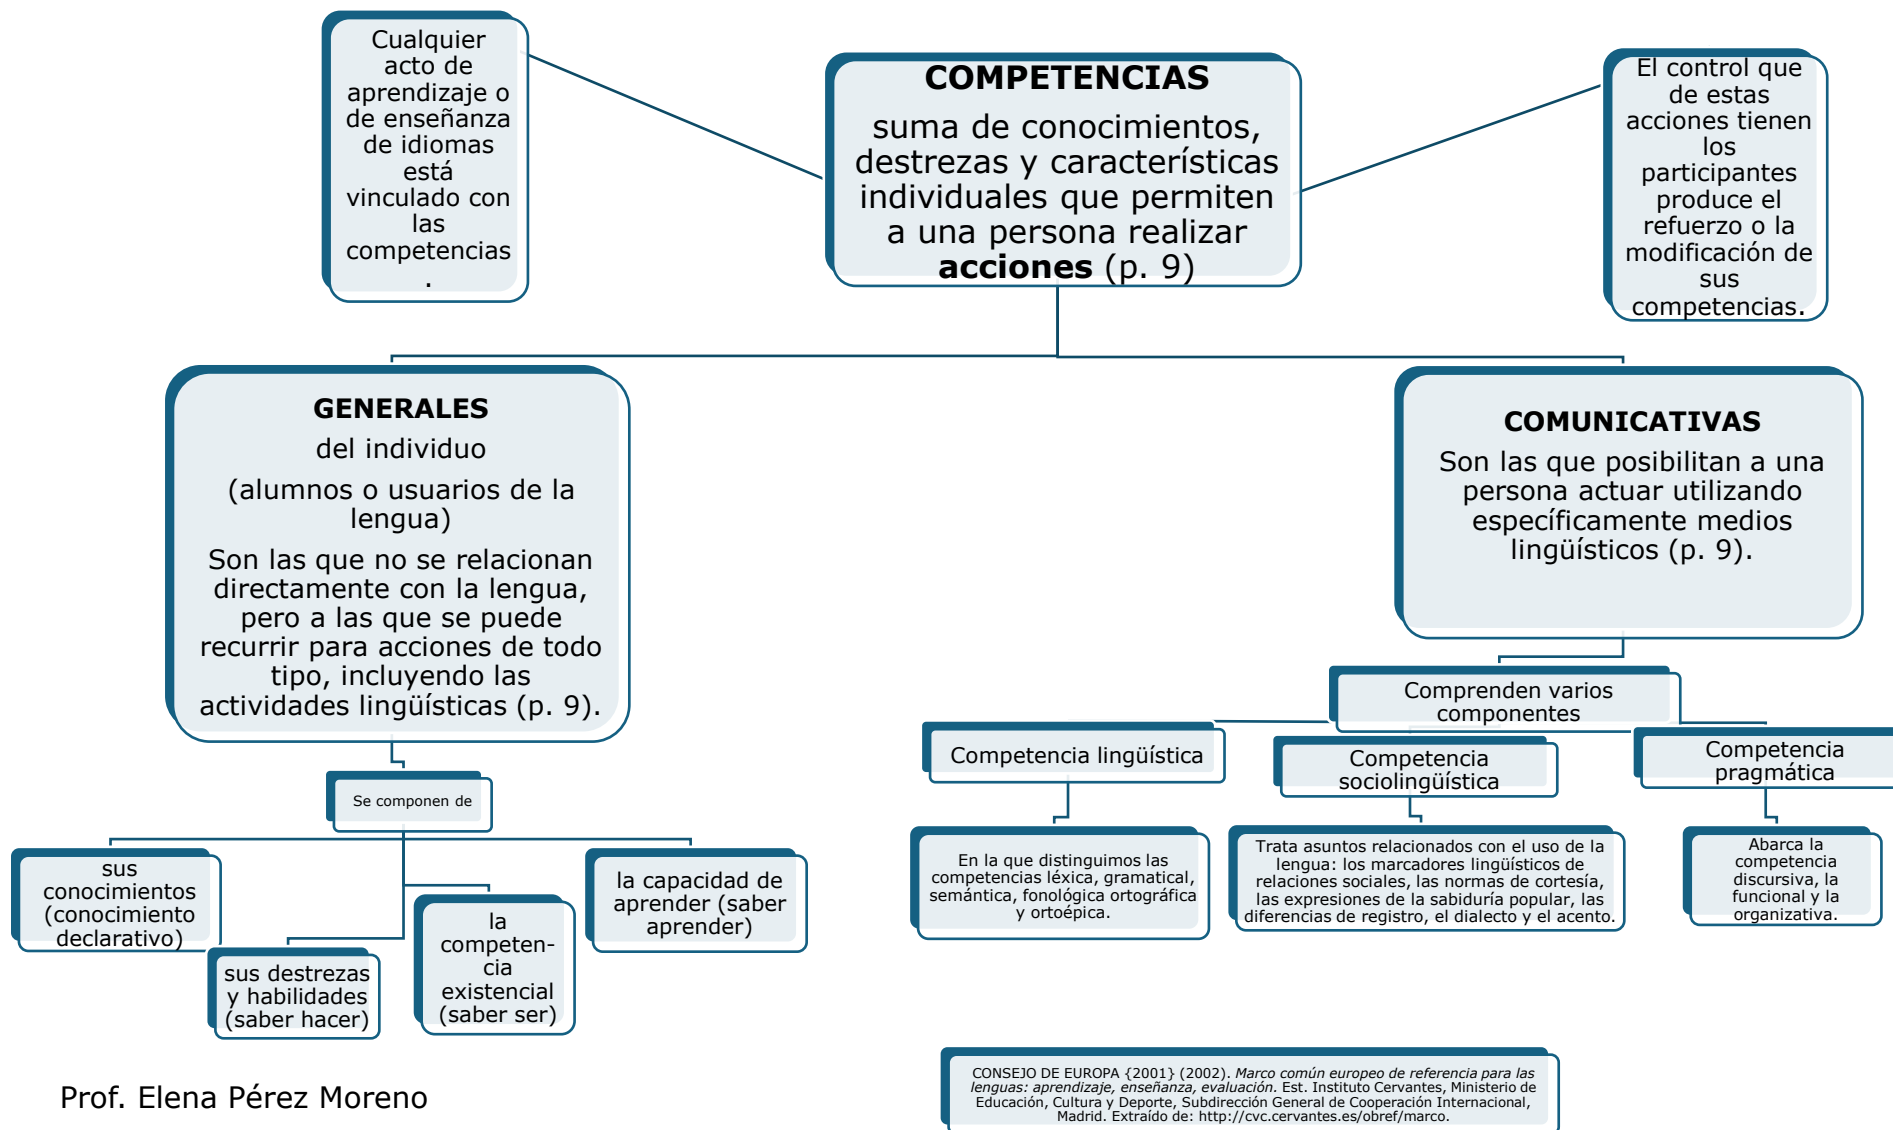 Cualquier
acto de
aprendizaje o
de enseñanza
de idiomas
está
vinculado con
las
competencias
.
COMPETENCIAS
suma de conocimientos,
destrezas y características
individuales que permiten
a una persona realizar
acciones (p. 9)
El control que
de estas
acciones tienen
los
participantes
produce el
refuerzo o la
modificación de
sus
competencias.
GENERALES
del individuo
(alumnos o usuarios de la
lengua)
Son las que no se relacionan
directamente con la lengua,
pero a las que se puede
recurrir para acciones de todo
tipo, incluyendo las
actividades lingüísticas (p. 9).
COMUNICATIVAS
Son las que posibilitan a una
persona actuar utilizando
específicamente medios
lingüísticos (p. 9).
Se componen de
sus
conocimientos
(conocimiento
declarativo)
sus destrezas
y habilidades
(saber hacer)
la
competen-
cia
existencial
(saber ser)
la capacidad de
aprender (saber
aprender)
Comprenden varios
componentes
Competencia lingüística
Competencia
sociolingüística
Competencia
pragmática
En la que distinguimos las
competencias léxica, gramatical,
semántica, fonológica ortográfica
y ortoépica.
Trata asuntos relacionados con el uso de la
lengua: los marcadores lingüísticos de
relaciones sociales, las normas de cortesía,
las expresiones de la sabiduría popular, las
diferencias de registro, el dialecto y el acento.
Abarca la
competencia
discursiva, la
funcional y la
organizativa.
CONSEJO DE EUROPA {2001} (2002). Marco común europeo de referencia para las
lenguas: aprendizaje, enseñanza, evaluación. Est. Instituto Cervantes, Ministerio de
Educación, Cultura y Deporte, Subdirección General de Cooperación Internacional,
Madrid. Extraído de: http://cvc.cervantes.es/obref/marco.
Prof. Elena Pérez Moreno